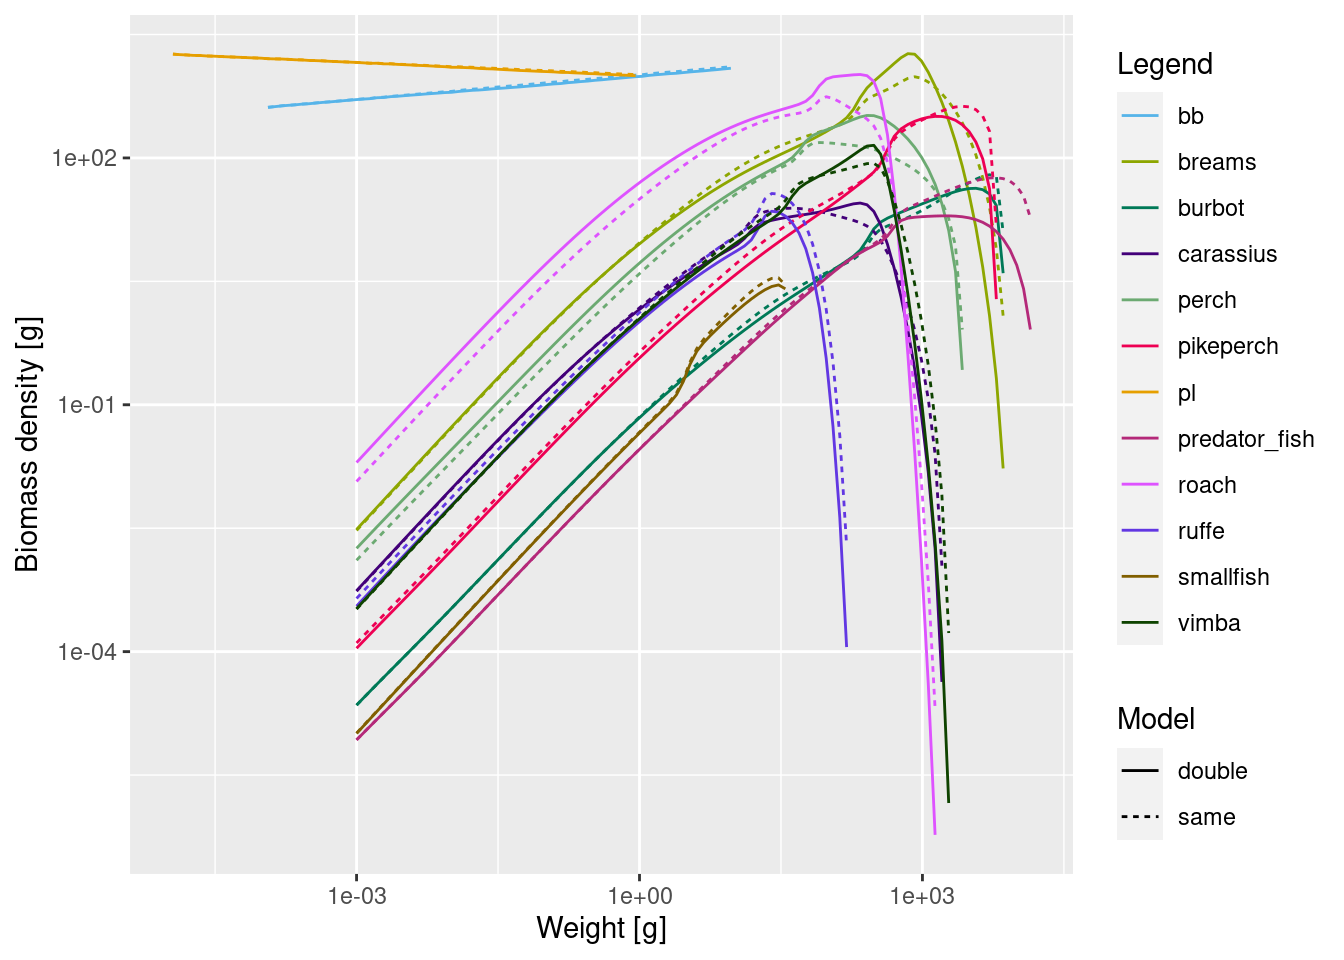 Biomass density [g]
1e+02
1e-01
1e-04
1e-03
1e+00
1e+03
Weight [g]
Legend
bb
breams
burbot
carassius
perch
pikeperch
pl
predator_fish
roach
ruffe
smallfish
vimba
Model
double
same